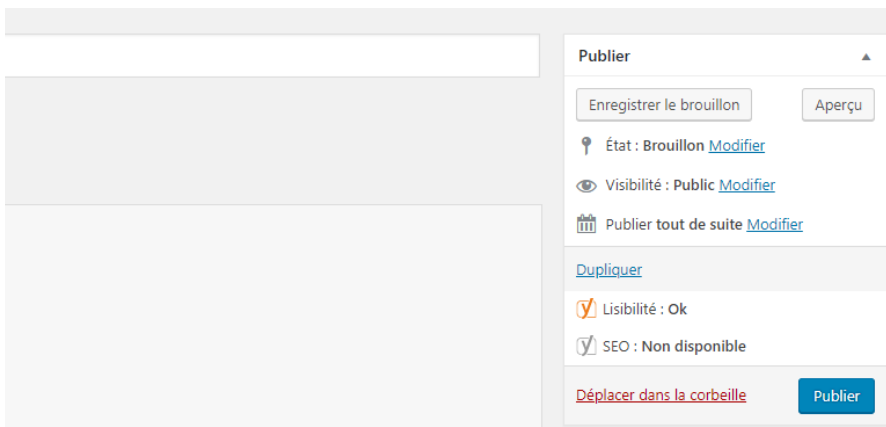 Publier
Enregistrer le brouillon Aperçu
État : Brouillon Modifier
Visibilité : Public Modifier
Publier tout de suite Modifier
Dupliquer
Lisibilité : Ok
SEO : Non disponible
Déplacer dans la corbeille Publier